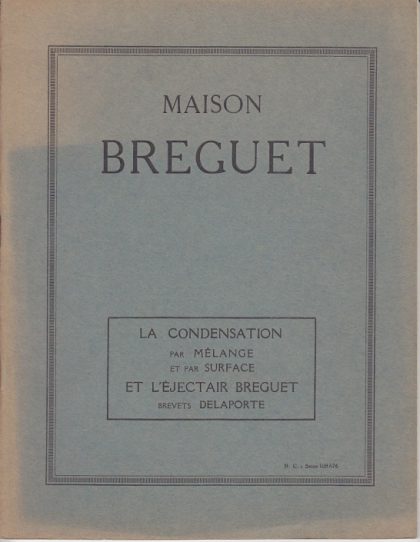 MAISON
BREGUET
LA CONDENSATION
PAR MÉLANGE
ET PAR SURFACE
ET L'ÉJECTAIR BREGUET
BREVETS DELAPORTE